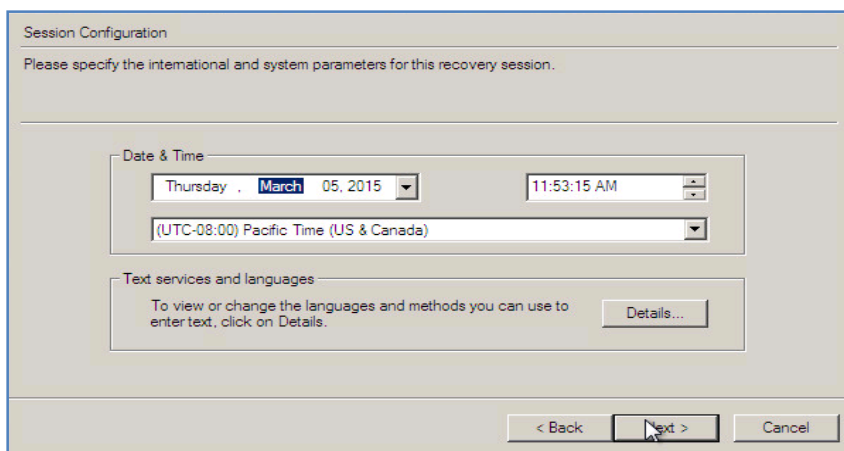 Session Configuration
Please specify the international and system parameters for this recovery session.
Date & Time
Thursday , March 05, 2015
11:53:15 AM
(UTC-08:00) Pacific Time (US & Canada)
Text services and languages
To view or change the languages and methods you can use to
enter text, click on Details.
Details...
< Back
Next >
Cancel